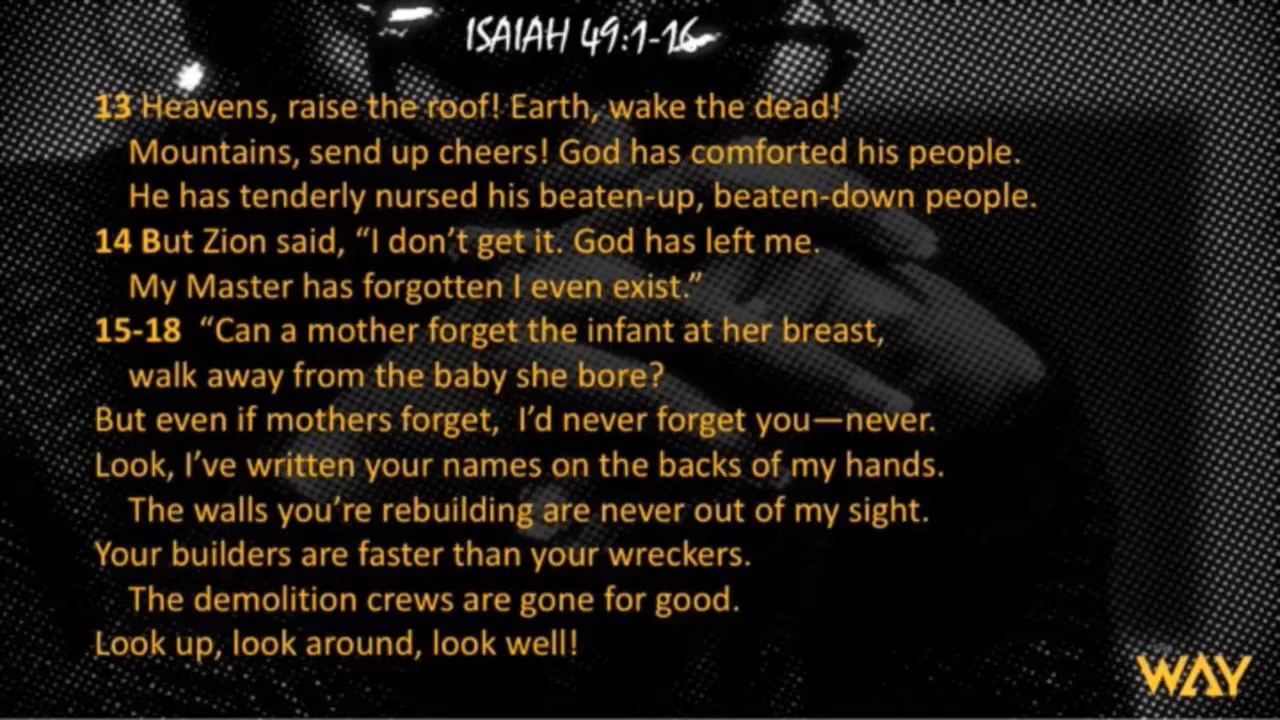 ISAIAH 49:1-16
13 Heavens, raise the roof! Earth, wake the dead!
Mountains, send up cheers! God has comforted his people.
He has tenderly nursed his beaten-up, beaten-down people.
14 But Zion said, “I don’t get it. God has left me.
My Master has forgotten I even exist.”
15-18 “Can a mother forget the infant at her breast,
walk away from the baby she bore?
But even if mothers forget, I’d never forget you—never.
Look, I’ve written your names on the backs of my hands.
The walls you’re rebuilding are never out of my sight.
Your builders are faster than your wreckers.
The demolition crews are gone for good.
Look up, look around, look well!
WAY